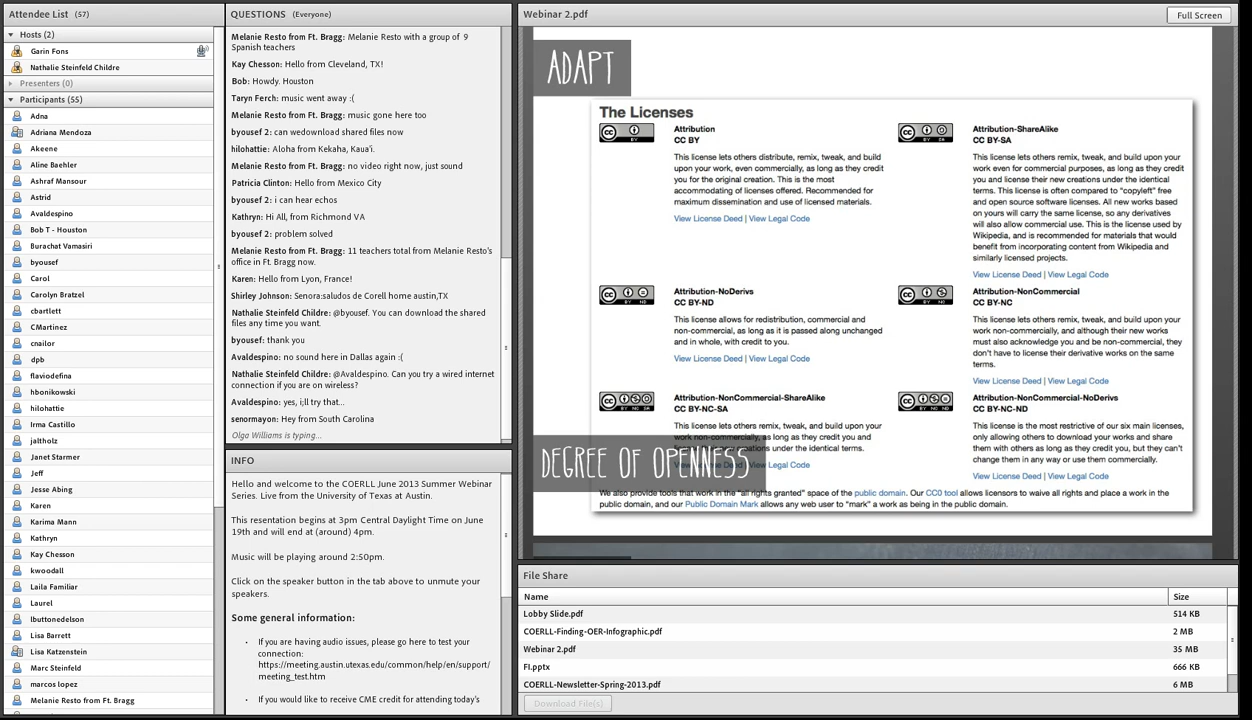 Attendee List (57)
Hosts (2)
Garin Fons
Nathalie Steinfeld Childre
Presenters (0)
Participants (55)
Adna
Adriana Mendoza
Akeene
Aline Baehler
Ashraf Mansour
Astrid
Avaldespino
Bob T - Houston
Burachat Vamasiri
byousef
Carol
Carolyn Bratzel
cbartlett
CMartinez
cnailor
dpb
flaviodefina
hbonikowski
hilohattie
Irma Castillo
jaltholz
Janet Starmer
Jeff
Jesse Abing
Karen
Karima Mann
Kathryn
Kay Chesson
kwoodall
Laila Familiar
Laurel
lbuttonedelson
Lisa Barrett
Lisa Katzenstein
Marc Steinfeld
marcos lopez
Melanie Resto from Ft. Bragg
QUESTIONS (Everyone)
Melanie Resto from Ft. Bragg: Melanie Resto with a group of 9
Spanish teachers
Kay Chesson: Hello from Cleveland, TX!
Bob: Howdy. Houston
Taryn Ferch: music went away :(
Melanie Resto from Ft. Bragg: music gone here too
byousef 2: can wedownload shared files now
hilohattie: Aloha from Kekaha, Kaua'i.
Melanie Resto from Ft. Bragg: no video right now, just sound
Patricia Clinton: Hello from Mexico City
byousef 2: i can hear echos
Kathryn: Hi All, from Richmond VA
byousef 2: problem solved
Melanie Resto from Ft. Bragg: 11 teachers total from Melanie Resto's
office in Ft. Bragg now.
Karen: Hello from Lyon, France!
Shirley Johnson: Senora:saludos de Corell home austin,TX
Nathalie Steinfeld Childre: @byousef. You can download the shared
files any time you want.
byousef: thank you
Avaldespino: no sound here in Dallas again :(
Nathalie Steinfeld Childre: @Avaldespino. Can you try a wired internet
connection if you are on wireless?
Avaldespino: yes, i;ll try that...
senormayon: Hey from South Carolina
Olga Williams is typing...
INFO
Hello and welcome to the COERLL June 2013 Summer Webinar
Series. Live from the University of Texas at Austin.
This resentation begins at 3pm Central Daylight Time on June
19th and will end at (around) 4pm.
Music will be playing around 2:50pm.
Click on the speaker button in the tab above to unmute your
speakers.
Some general information:
• If you are having audio issues, please go here to test your
connection:
https://meeting.austin.utexas.edu/common/help/en/support/
meeting_test.htm
• If you would like to receive CME credit for attending today's
Webinar 2.pdf
Full Screen
ADAPT
The Licenses
Attribution
CC BY
This license lets others distribute, remix, tweak, and build
upon your work, even commercially, as long as they credit
you for the original creation. This is the most
accommodating of licenses offered. Recommended for
maximum dissemination and use of licensed materials.
View License Deed | View Legal Code
Attribution-ShareAlike
CC BY-SA
This license lets others remix, tweak, and build upon your
work even for commercial purposes, as long as they credit
you and license their new creations under the identical
terms. This license is often compared to “copyleft” free
and open source software licenses. All new works based
on yours will carry the same license, so any derivatives
will also allow commercial use. This is the license used by
Wikipedia, and is recommended for materials that would
benefit from incorporating content from Wikipedia and
similarly licensed projects.
View License Deed | View Legal Code
Attribution-NoDerivs
CC BY-ND
This license allows for redistribution, commercial and
non-commercial, as long as it is passed along unchanged
and in whole, with credit to you.
View License Deed | View Legal Code
Attribution-NonCommercial
CC BY-NC
This license lets others remix, tweak, and build upon your
work non-commercially, and although their new works
must also acknowledge you and be non-commercial, they
don't have to license their derivative works on the same
terms.
View License Deed | View Legal Code
Attribution-NonCommercial-ShareAlike
CC BY-NC-SA
This license lets others remix, tweak, and build upon your
work non-commercially, as long as they credit you and
under the identical terms.
DEGREE OF OPENNESS
Attribution-NonCommercial-NoDerivs
CC BY-NC-ND
This license is the most restrictive of our six main licenses,
only allowing others to download your works and share
them with others as long as they credit you, but they can't
change them in any way or use them commercially.
View License Deed | View Legal Code
We also provide tools that work in the “all rights granted” space of the public domain. Our CC0 tool allows licensors to waive all rights and place a work in the
public domain, and our Public Domain Mark allows any web user to “mark” a work as being in the public domain.
File Share
Name Size
Lobby Slide.pdf 514 KB
COERLL-Finding-OER-Infographic.pdf 2 MB
Webinar 2.pdf 35 MB
FI.pptx 666 KB
COERLL-Newsletter-Spring-2013.pdf 6 MB
Download File(s)